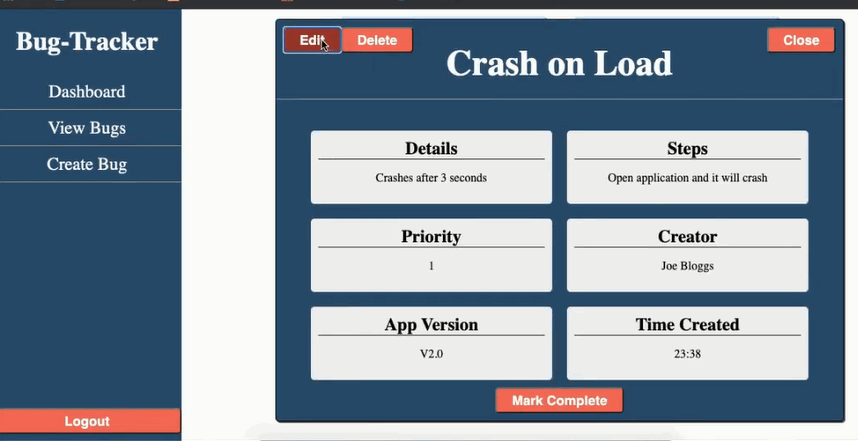 Bug-Tracker
Dashboard
View Bugs
Create Bug
Logout
Edit
Delete
Close
Crash on Load
Details
Crashes after 3 seconds
Steps
Open application and it will crash
Priority
1
Creator
Joe Bloggs
App Version
V2.0
Time Created
23:38
Mark Complete